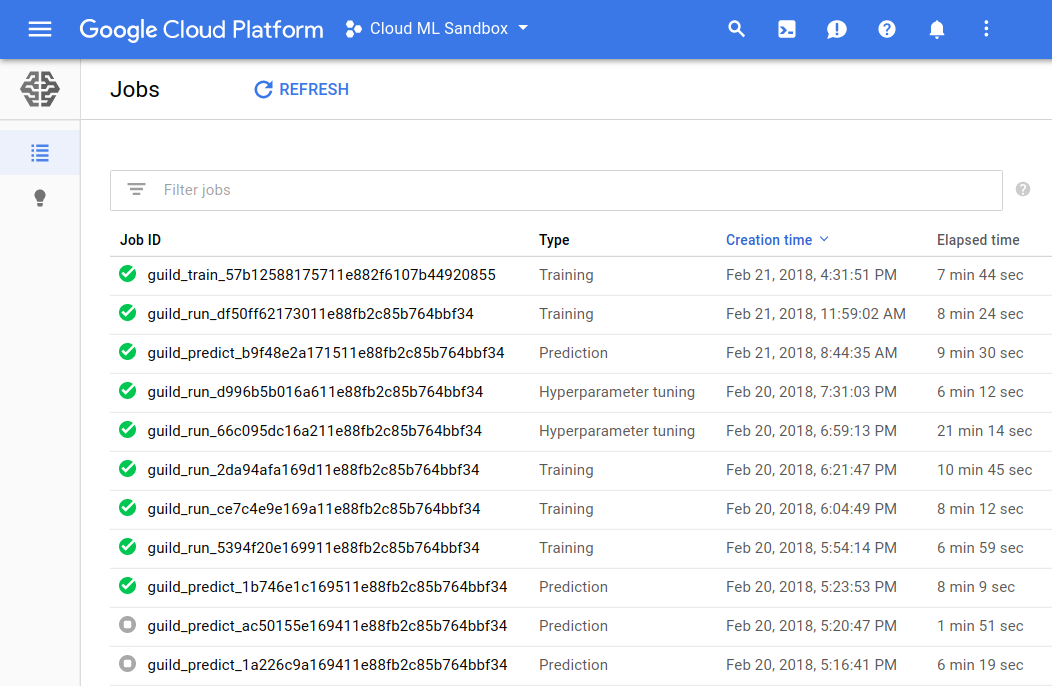 Google Cloud Platform Cloud ML Sandbox
Jobs REFRESH
Filter jobs
Job ID Type Creation time Elapsed time
guild_train_57b12588175711e882f6107b44920855 Training Feb 21, 2018, 4:31:51 PM 7 min 44 sec
guild_run_df50ff62173011e88fb2c85b764bbf34 Training Feb 21, 2018, 11:59:02 AM 8 min 24 sec
guild_predict_b9f48e2a171511e88fb2c85b764bbf34 Prediction Feb 21, 2018, 8:44:35 AM 9 min 30 sec
guild_run_d996b5b016a611e88fb2c85b764bbf34 Hyperparameter tuning Feb 20, 2018, 7:31:03 PM 6 min 12 sec
guild_run_66c095dc16a211e88fb2c85b764bbf34 Hyperparameter tuning Feb 20, 2018, 6:59:13 PM 21 min 14 sec
guild_run_2da94afa169d11e88fb2c85b764bbf34 Training Feb 20, 2018, 6:21:47 PM 10 min 45 sec
guild_run_ce7c4e9e169a11e88fb2c85b764bbf34 Training Feb 20, 2018, 6:04:49 PM 8 min 12 sec
guild_run_5394f20e169911e88fb2c85b764bbf34 Training Feb 20, 2018, 5:54:14 PM 6 min 59 sec
guild_predict_1b746e1c169511e88fb2c85b764bbf34 Prediction Feb 20, 2018, 5:23:53 PM 8 min 9 sec
guild_predict_ac50155e169411e88fb2c85b764bbf34 Prediction Feb 20, 2018, 5:20:47 PM 1 min 51 sec
guild_predict_1a226c9a169411e88fb2c85b764bbf34 Prediction Feb 20, 2018, 5:16:41 PM 6 min 19 sec